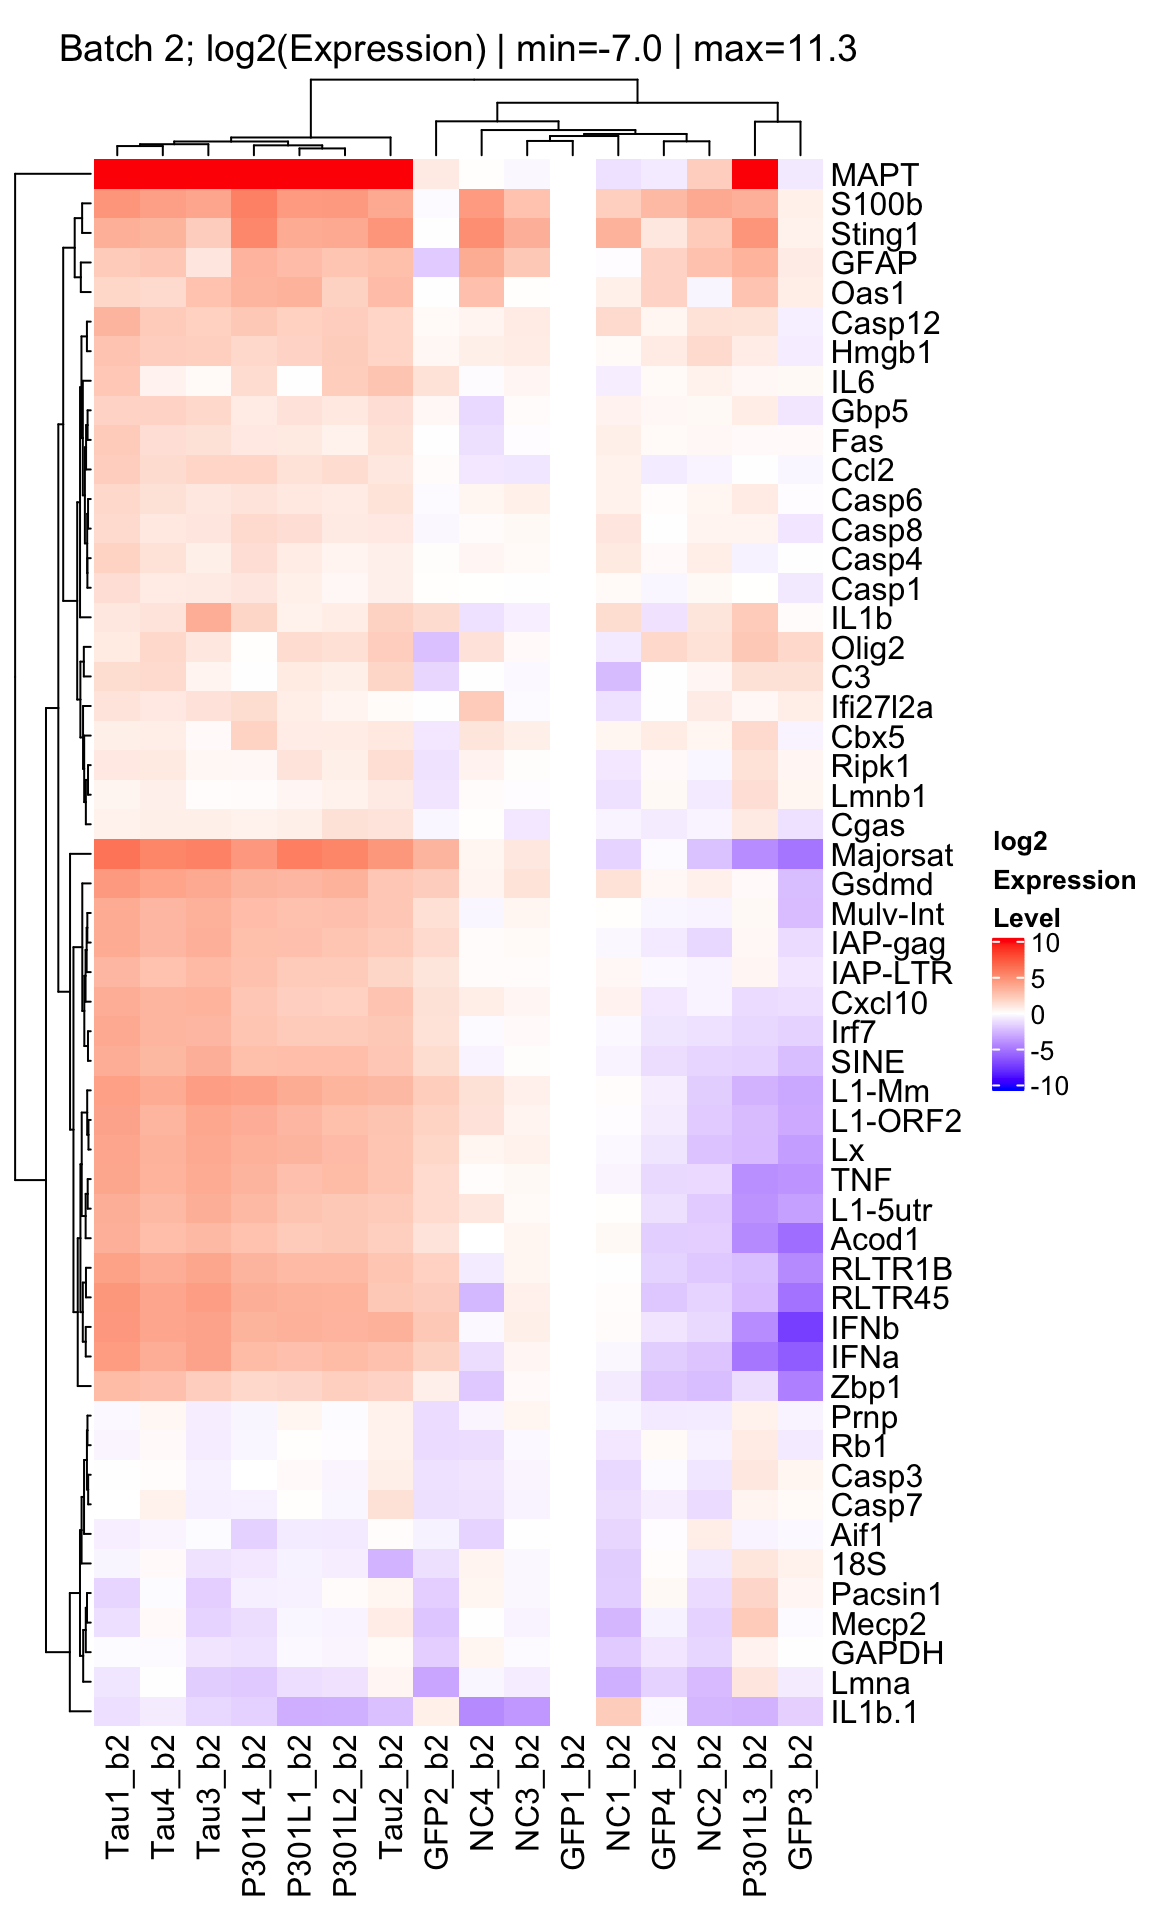 Batch 2; log2(Expression) | min=-7.0 | max=11.3
MAPT
S100b
Sting1
GFAP
Oas1
Casp12
Hmgb1
IL6
Gbp5
Fas
Ccl2
Casp6
Casp8
Casp4
Casp1
IL1b
Olig2
C3
Ifi27l2a
Cbx5
Ripk1
Lmnb1
Cgas
Majorsat
Gsdmd
Mulv-Int
IAP-gag
IAP-LTR
Cxcl10
Irf7
SINE
L1-Mm
L1-ORF2
Lx
TNF
L1-5utr
Acod1
RLTR1B
RLTR45
IFNb
IFNa
Zbp1
Prnp
Rb1
Casp3
Casp7
Aif1
18S
Pacsin1
Mecp2
GAPDH
Lmna
IL1b.1
log2
Expression
Level
10
5
0
-5
-10
Tau1_b2
Tau4_b2
Tau3_b2
P301L4_b2
P301L1_b2
P301L2_b2
Tau2_b2
GFP2_b2
NC4_b2
NC3_b2
GFP1_b2
NC1_b2
GFP4_b2
NC2_b2
P301L3_b2
GFP3_b2